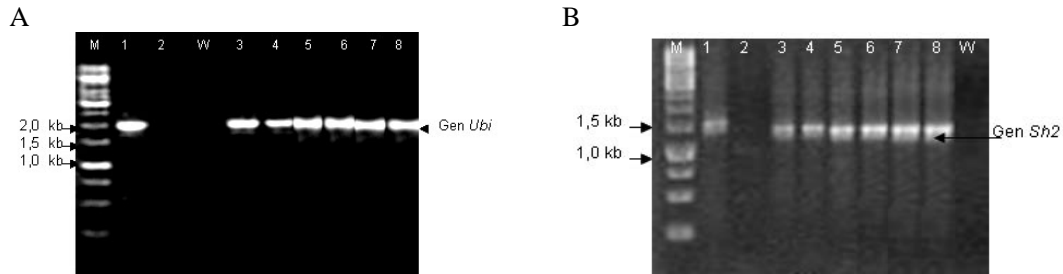 A
B
M 1 2 W 3 4 5 6 7 8
2,0 kb
1,5 kb
1,0 kb
Gen Ubi
M 1 2 3 4 5 6 7 8 W
1,5 kb
1,0 kb
Gen Sh2